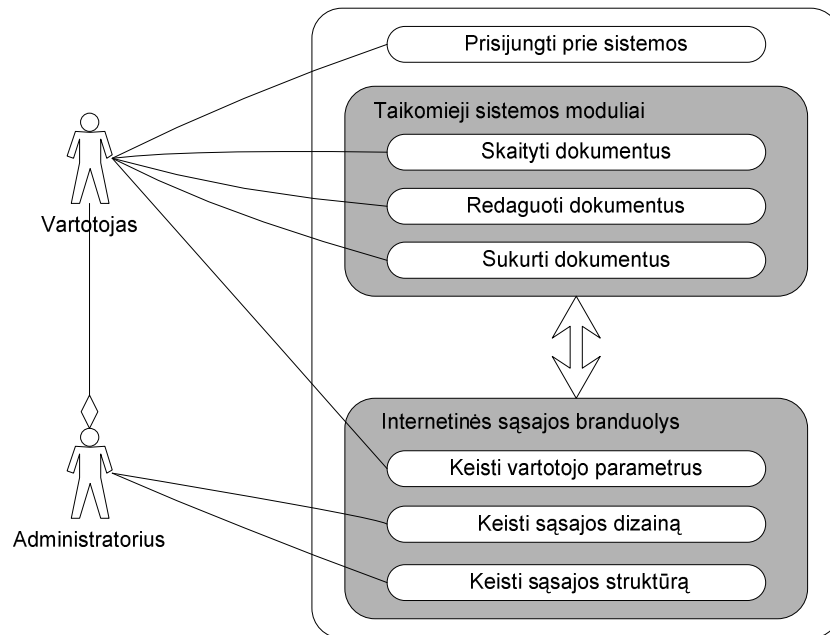 Prisijungti prie sistemos
Taikomieji sistemos moduliai
Skaityti dokumentus
Redaguoti dokumentus
Sukurti dokumentus
Vartotojas
Internetinės sąsajos branduolys
Keisti vartotojo parametrus
Keisti sąsajos dizainą
Keisti sąsajos struktūrą
Administratorius